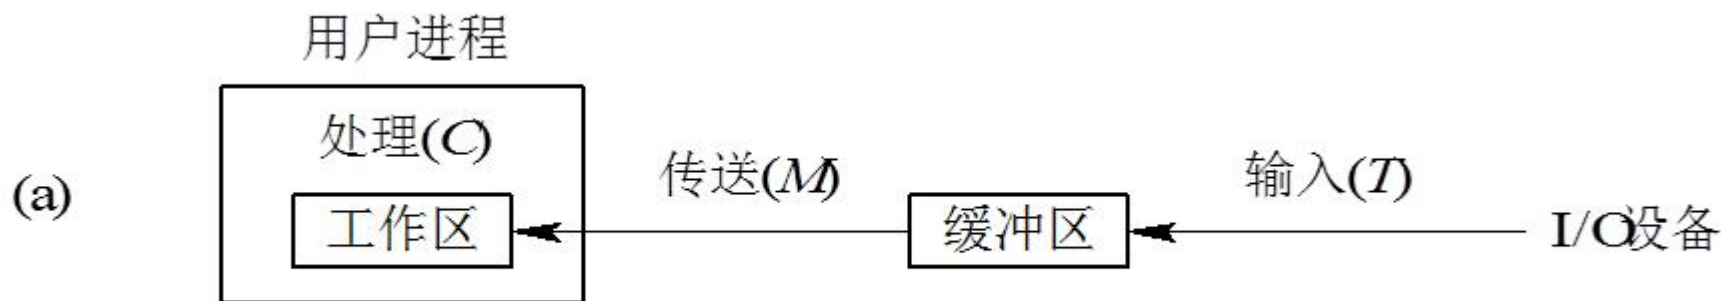 用户进程
处理(C)
(a)
传送(M)
输入(T)
工作区
缓冲区
I/O设备